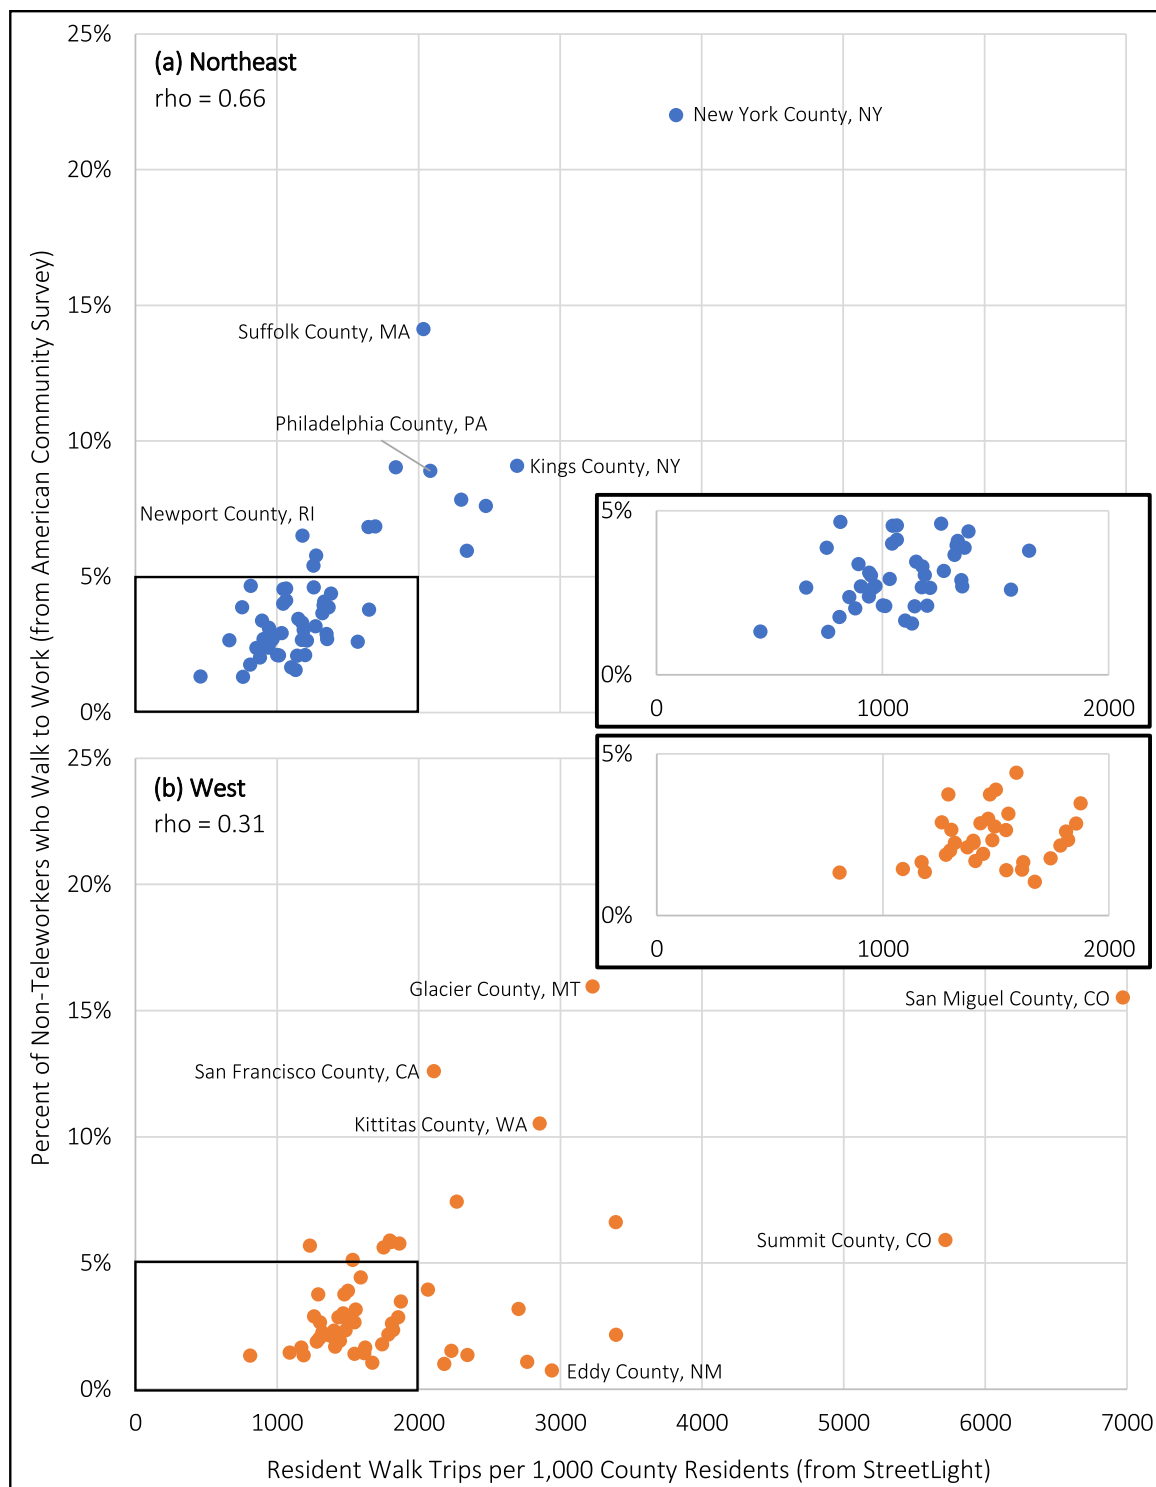 Percent of Non-Teleworkers who Walk to Work (from American Community Survey)
25%
20%
15%
10%
5%
0%
(a) Northeast
rho = 0.66
New York County, NY
Suffolk County, MA
Philadelphia County, PA
Kings County, NY
Newport County, RI
5%
0%
0 1000 2000
25%
20%
15%
10%
5%
0%
(b) West
rho = 0.31
5%
0%
0 1000 2000
Glacier County, MT
San Miguel County, CO
San Francisco County, CA
Kittitas County, WA
Summit County, CO
Eddy County, NM
0 1000 2000 3000 4000 5000 6000 7000
Resident Walk Trips per 1,000 County Residents (from StreetLight)